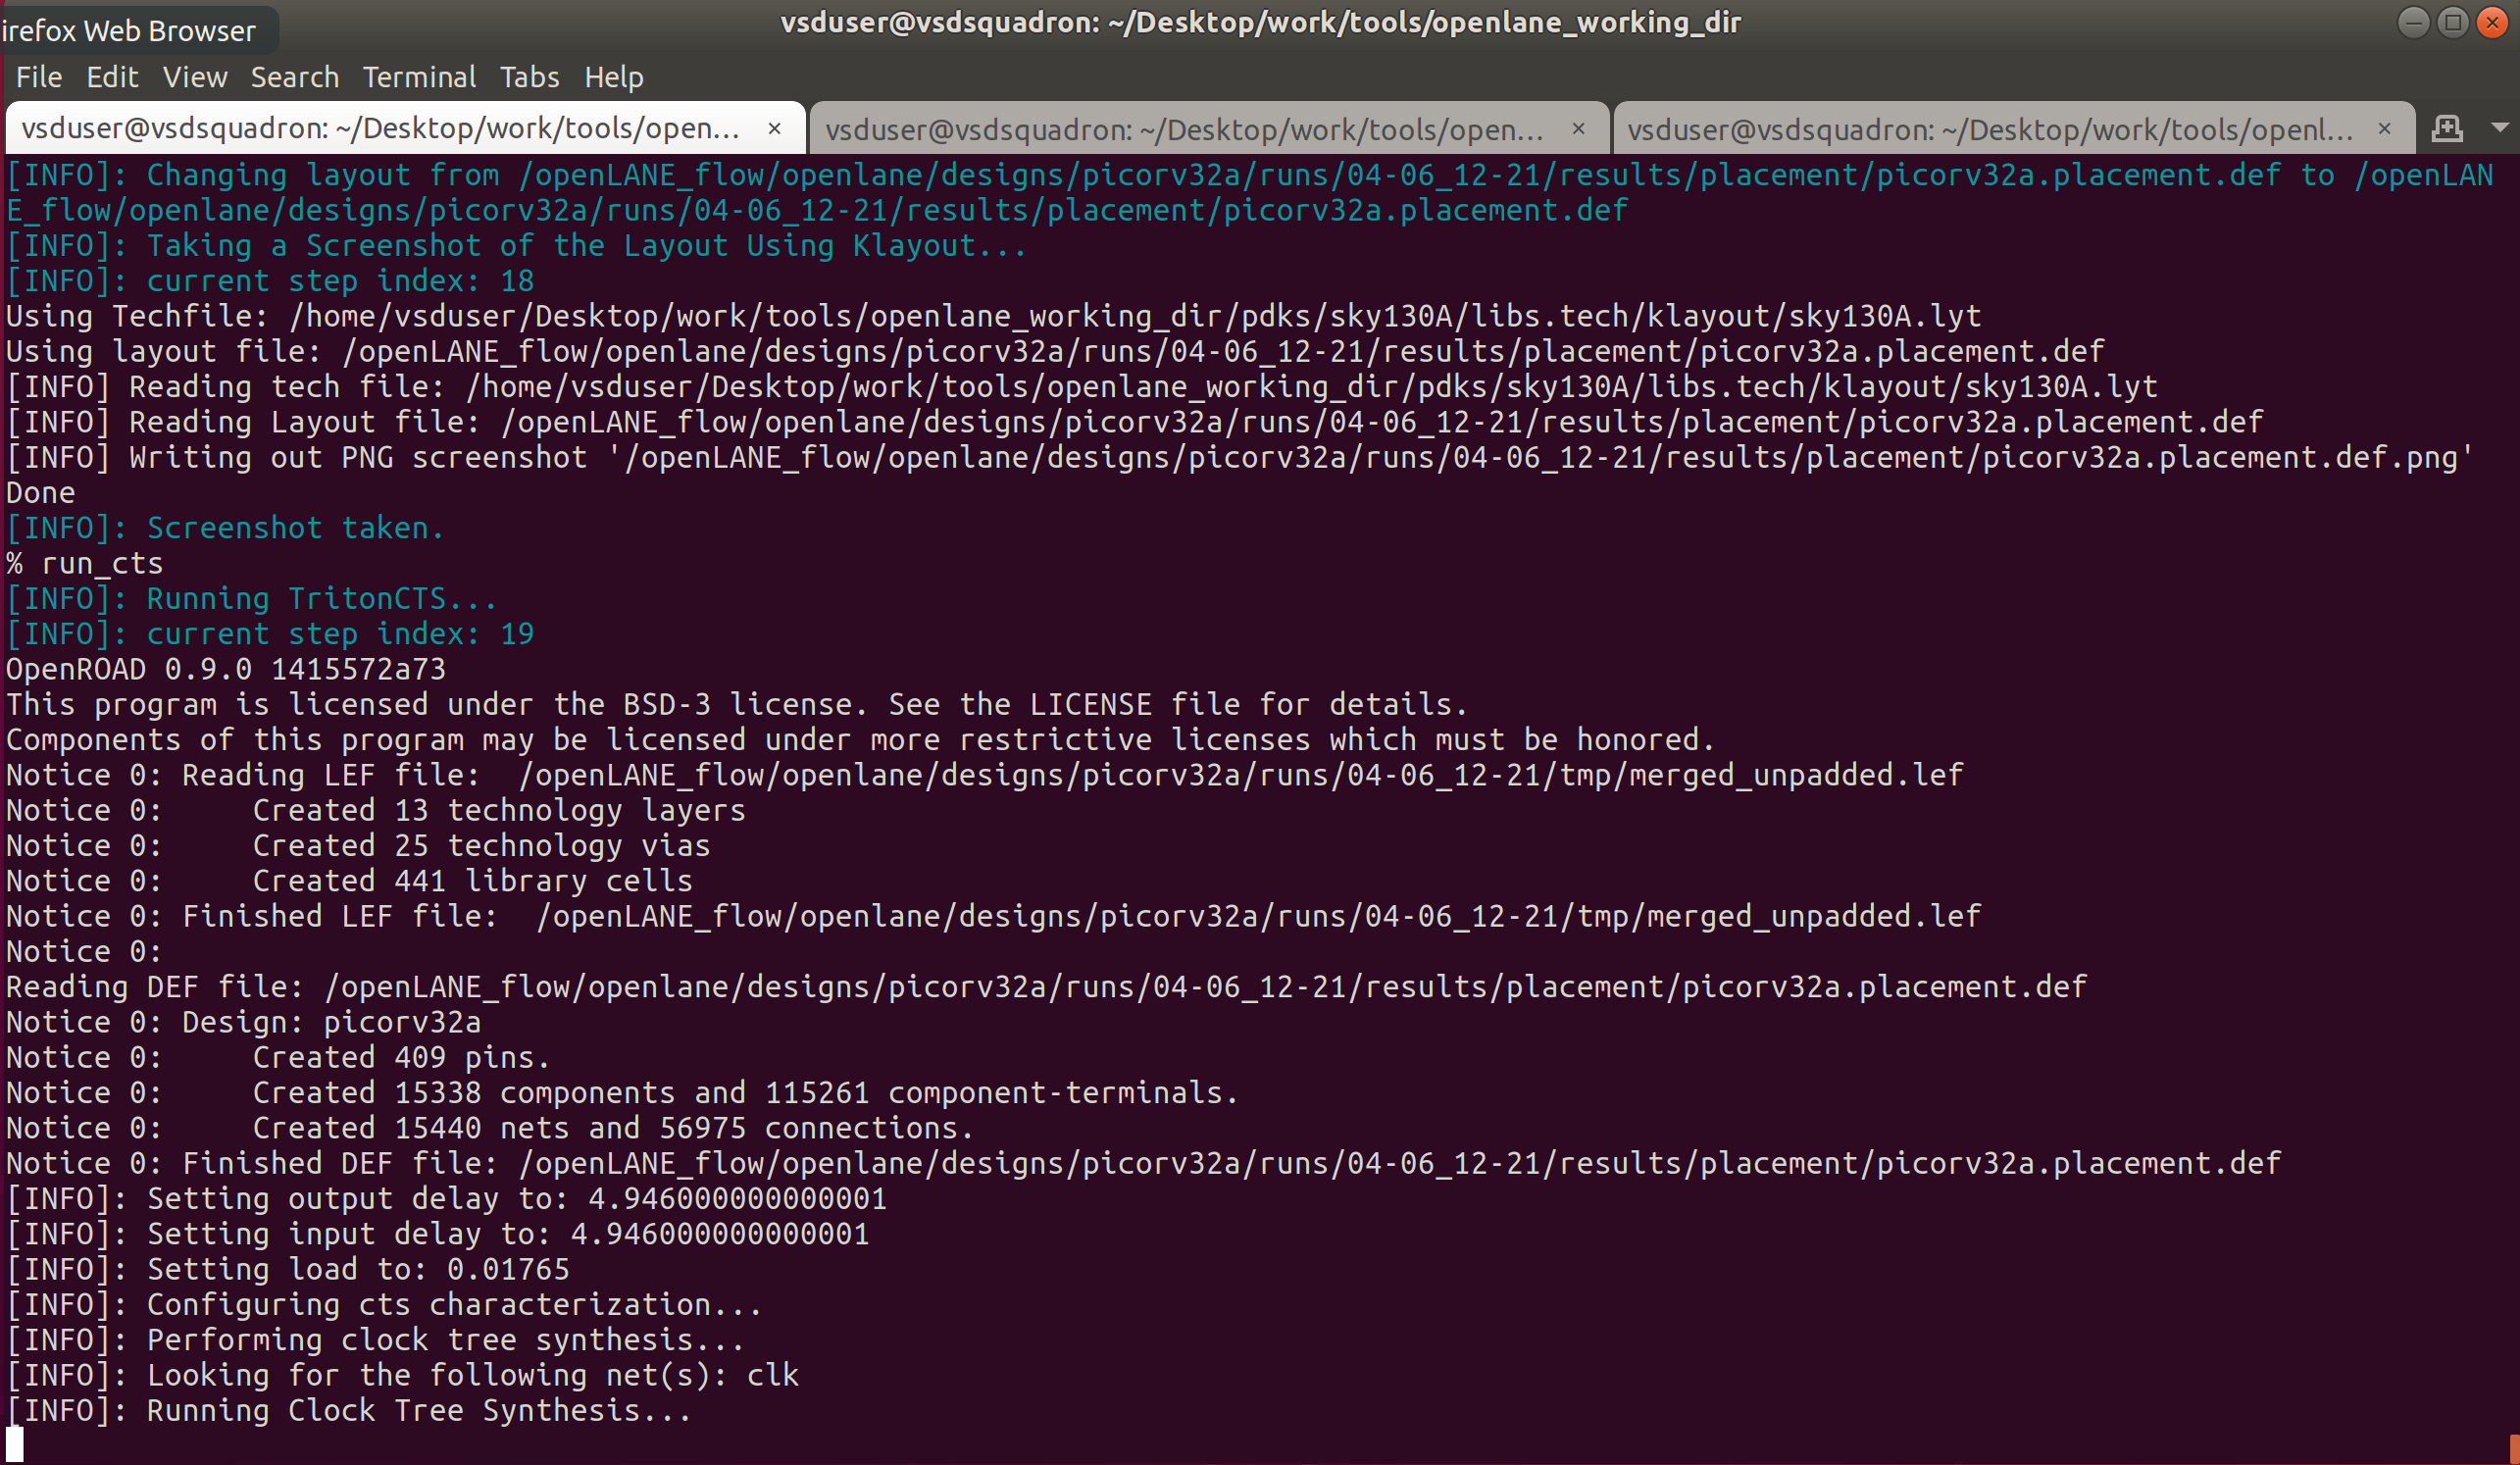 irefox Web Browser
vsduser@vsdsquadron: ~/Desktop/work/tools/openlane_working_dir
File Edit View Search Terminal Tabs Help
vsduser@vsdsquadron: ~/Desktop/work/tools/open... × vsduser@vsdsquadron: ~/Desktop/work/tools/open... × vsduser@vsdsquadron: ~/Desktop/work/tools/openl... ×
[INFO]: Changing layout from /openLANE_flow/openlane/designs/picorv32a/runs/04-06_12-21/results/placement/picorv32a.placement.def to /openLAN
E_flow/openlane/designs/picorv32a/runs/04-06_12-21/results/placement/picorv32a.placement.def
[INFO]: Taking a Screenshot of the Layout Using Klayout...
[INFO]: current step index: 18
Using Techfile: /home/vsduser/Desktop/work/tools/openlane_working_dir/pdks/sky130A/libs.tech/klayout/sky130A.lyt
Using layout file: /openLANE_flow/openlane/designs/picorv32a/runs/04-06_12-21/results/placement/picorv32a.placement.def
[INFO] Reading tech file: /home/vsduser/Desktop/work/tools/openlane_working_dir/pdks/sky130A/libs.tech/klayout/sky130A.lyt
[INFO] Reading Layout file: /openLANE_flow/openlane/designs/picorv32a/runs/04-06_12-21/results/placement/picorv32a.placement.def
[INFO] Writing out PNG screenshot '/openLANE_flow/openlane/designs/picorv32a/runs/04-06_12-21/results/placement/picorv32a.placement.def.png'
Done
[INFO]: Screenshot taken.
% run_cts
[INFO]: Running TritonCTS...
[INFO]: current step index: 19
OpenROAD 0.9.0 1415572a73
This program is licensed under the BSD-3 license. See the LICENSE file for details.
Components of this program may be licensed under more restrictive licenses which must be honored.
Notice 0: Reading LEF file:  /openLANE_flow/openlane/designs/picorv32a/runs/04-06_12-21/tmp/merged_unpadded.lef
Notice 0:     Created 13 technology layers
Notice 0:     Created 25 technology vias
Notice 0:     Created 441 library cells
Notice 0: Finished LEF file:  /openLANE_flow/openlane/designs/picorv32a/runs/04-06_12-21/tmp/merged_unpadded.lef
Notice 0:
Reading DEF file: /openLANE_flow/openlane/designs/picorv32a/runs/04-06_12-21/results/placement/picorv32a.placement.def
Notice 0: Design: picorv32a
Notice 0:     Created 409 pins.
Notice 0:     Created 15338 components and 115261 component-terminals.
Notice 0:     Created 15440 nets and 56975 connections.
Notice 0: Finished DEF file: /openLANE_flow/openlane/designs/picorv32a/runs/04-06_12-21/results/placement/picorv32a.placement.def
[INFO]: Setting output delay to: 4.946000000000001
[INFO]: Setting input delay to: 4.946000000000001
[INFO]: Setting load to: 0.01765
[INFO]: Configuring cts characterization...
[INFO]: Performing clock tree synthesis...
[INFO]: Looking for the following net(s): clk
[INFO]: Running Clock Tree Synthesis...